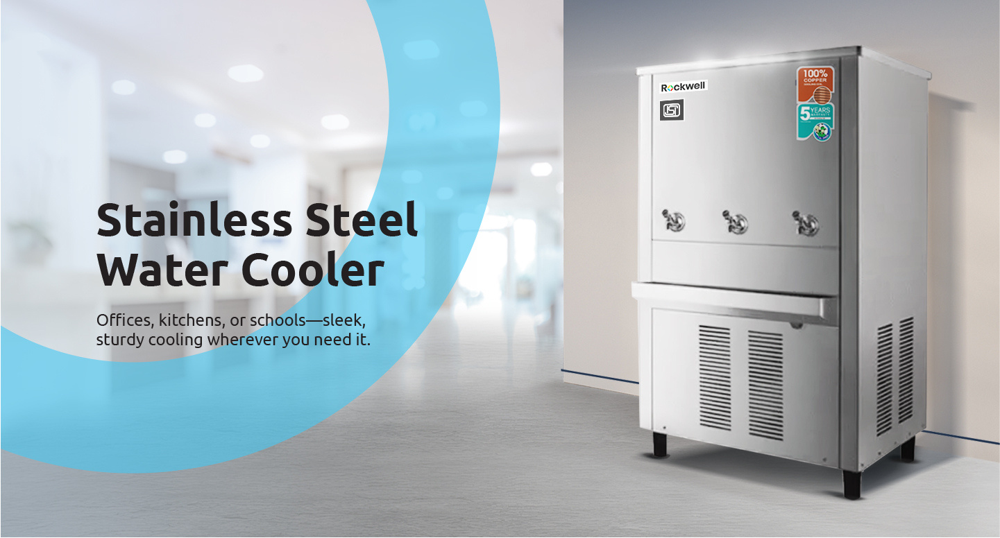 Stainless Steel
Water Cooler
Offices, kitchens, or schools—sleek,
sturdy cooling wherever you need it.
Rockwell
100%
COPPER
5 YEARS
WARRANTY